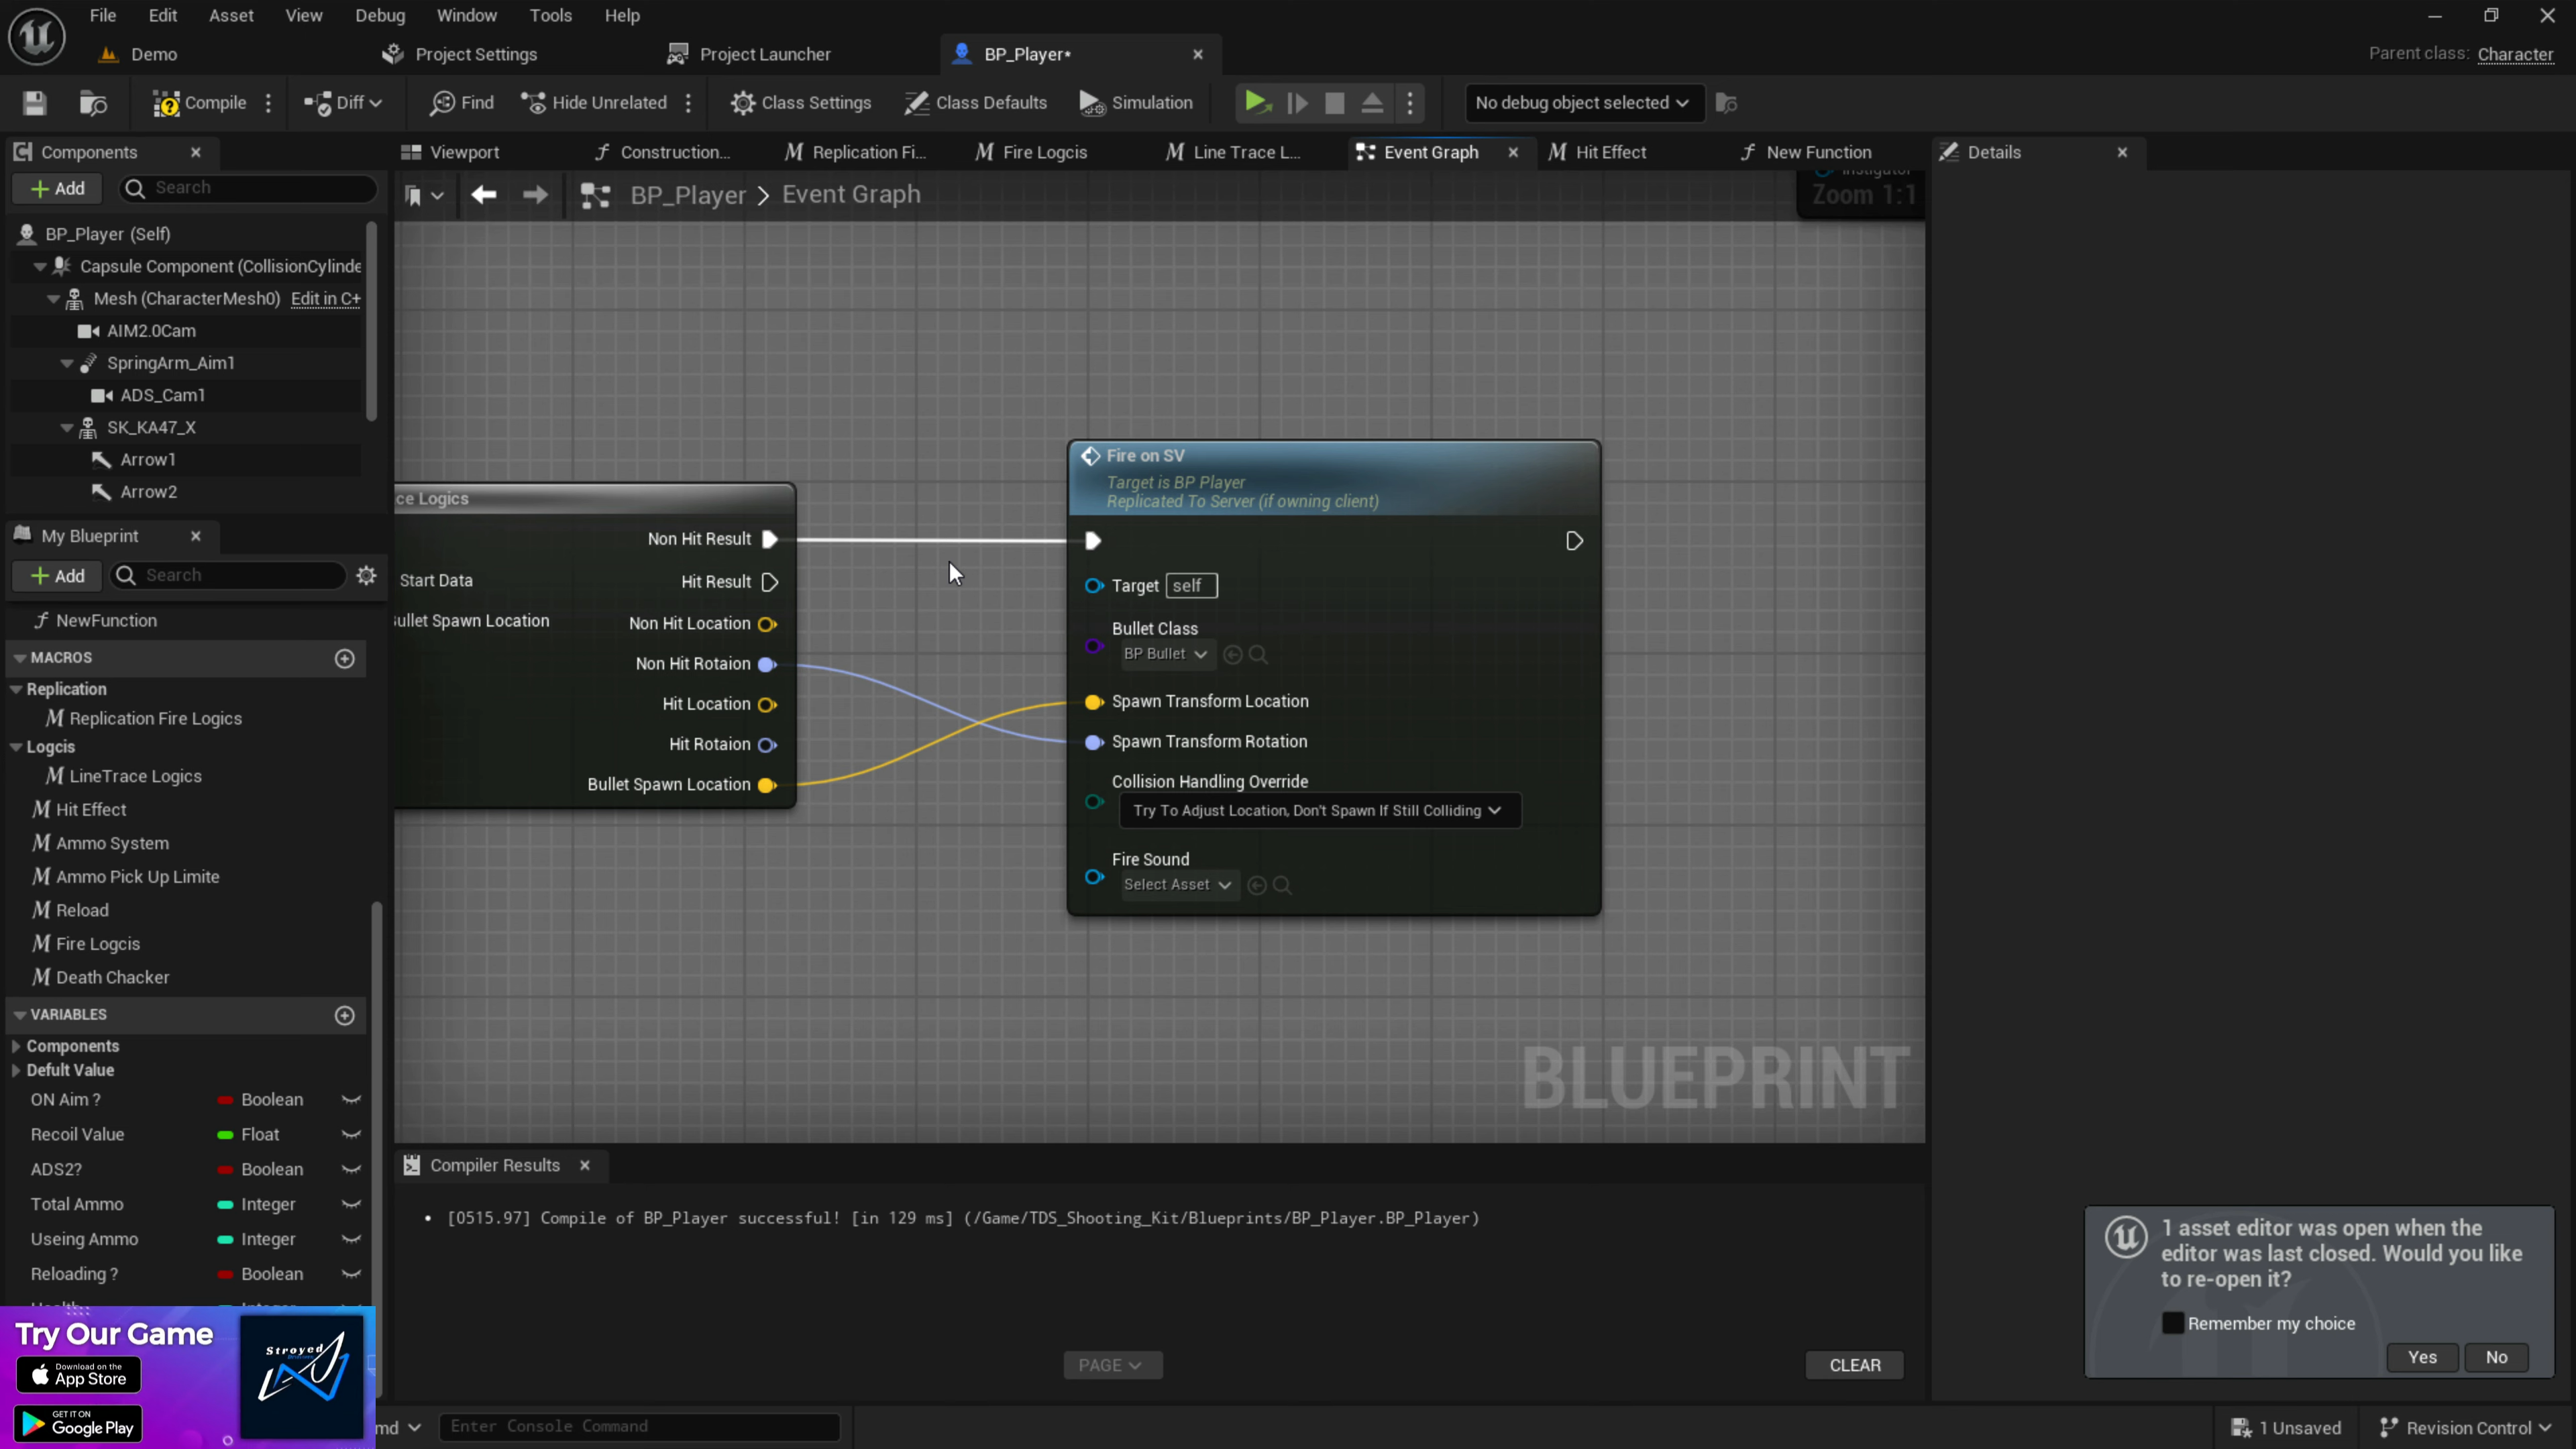 File Edit Asset View Debug Window Tools Help
Demo Project Settings Project Launcher BP_Player* Parent class: Character
Compile Diff Find Hide Unrelated Class Settings Class Defaults Simulation No debug object selected
Components Viewport Construction... Replication Fi... Fire Logcis Line Trace L... Event Graph Hit Effect New Function Details
Add Search
BP_Player > Event Graph
Instigator
Zoom 1:1
BP_Player (Self)
Capsule Component (CollisionCylinde
Mesh (CharacterMesh0) Edit in C+
AIM2.0Cam
SpringArm_Aim1
ADS_Cam1
SK_KA47_X
Arrow1
Arrow2
My Blueprint
Add Search
NewFunction
MACROS
Replication
Replication Fire Logics
Logcis
LineTrace Logics
Hit Effect
Ammo System
Ammo Pick Up Limite
Reload
Fire Logcis
Death Chacker
VARIABLES
Components
Defult Value
ON Aim ? Boolean
Recoil Value Float
ADS2? Boolean
Total Ammo Integer
Useing Ammo Integer
Reloading ? Boolean
ce Logics
Non Hit Result
Start Data Hit Result
ullet Spawn Location Non Hit Location
Non Hit Rotaion
Hit Location
Hit Rotaion
Bullet Spawn Location
Fire on SV
Target is BP Player
Replicated To Server (if owning client)
Target self
Bullet Class
BP Bullet
Spawn Transform Location
Spawn Transform Rotation
Collision Handling Override
Try To Adjust Location, Don't Spawn If Still Colliding
Fire Sound
Select Asset
BLUEPRINT
Compiler Results
• [0515.97] Compile of BP_Player successful! [in 129 ms] (/Game/TDS_Shooting_Kit/Blueprints/BP_Player.BP_Player)
PAGE CLEAR
1 asset editor was open when the
editor was last closed. Would you like
to re-open it?
Remember my choice
Yes No
Try Our Game
Download on the
App Store
GET IT ON
Google Play
Stroyed
md Enter Console Command
1 Unsaved Revision Control